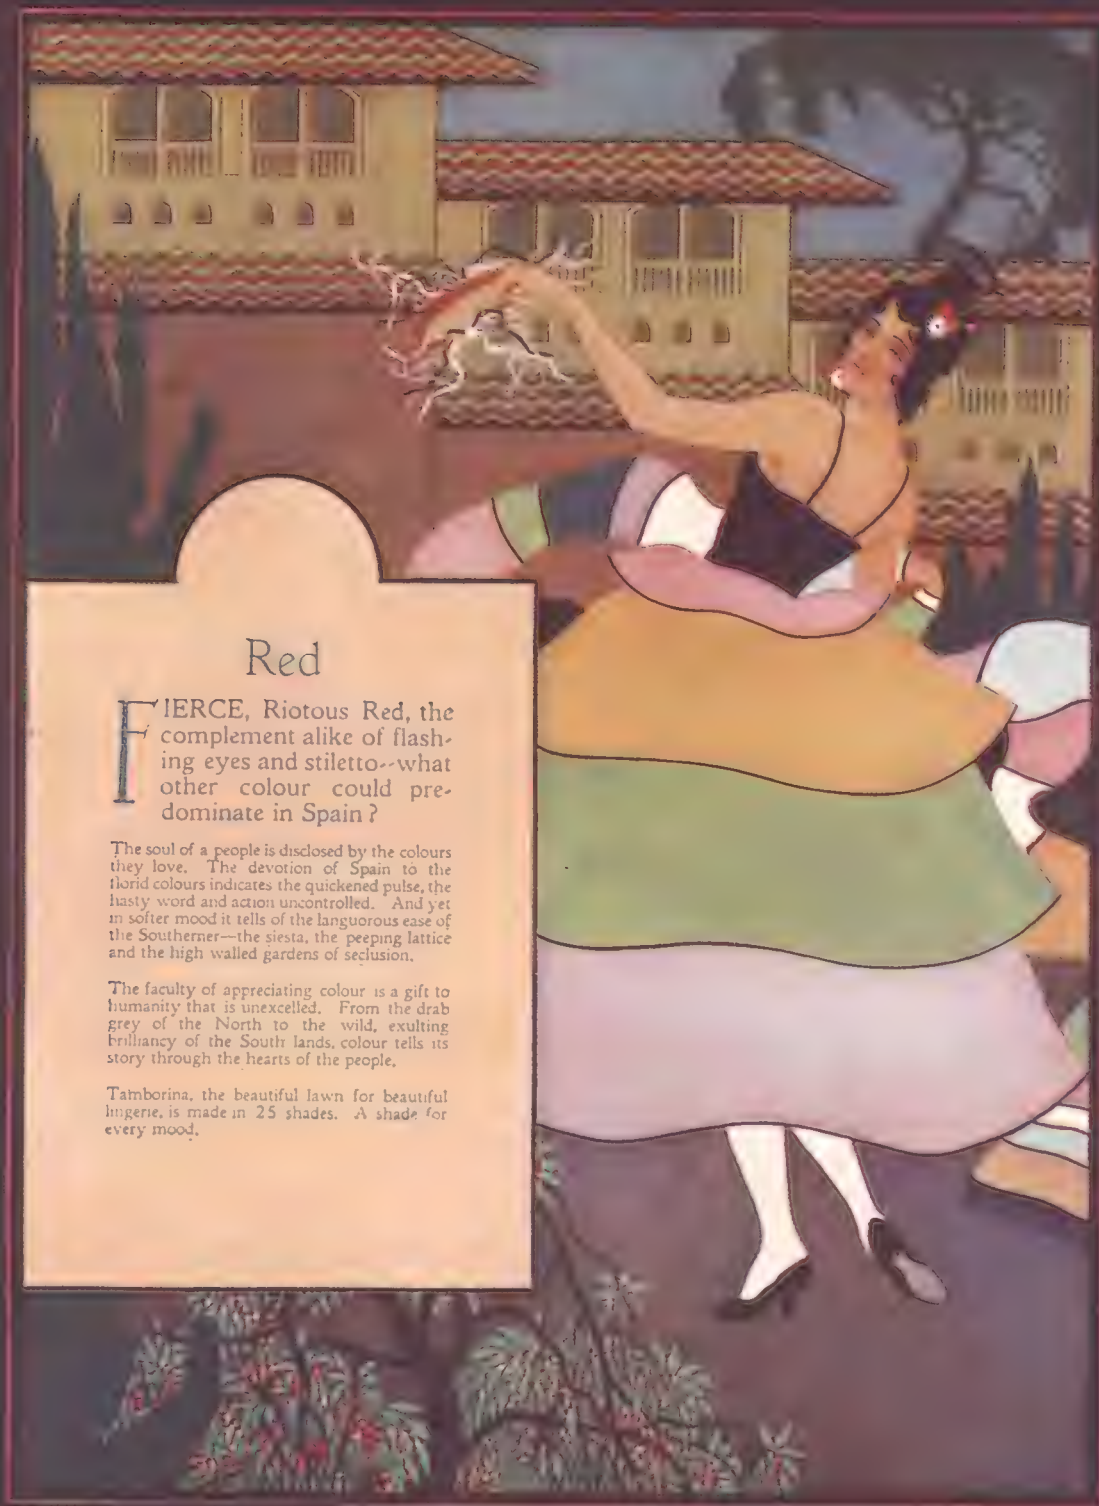 Red
FIERCE, Riotous Red, the
complement alike of flash-
ing eyes and stiletto--what
other colour could pre-
dominate in Spain?
The soul of a people is disclosed by the colours
they love. The devotion of Spain to the
florid colours indicates the quickened pulse, the
hasty word and action uncontrolled. And yet
in softer mood it tells of the languorous ease of
the Southerner—the siesta, the peeping lattice
and the high walled gardens of seclusion.
The faculty of appreciating colour is a gift to
humanity that is unexcelled. From the drab
grey of the North to the wild, exulting
brilliancy of the South lands, colour tells its
story through the hearts of the people.
Tamborina, the beautiful lawn for beautiful
lingerie, is made in 25 shades. A shade for
every mood.